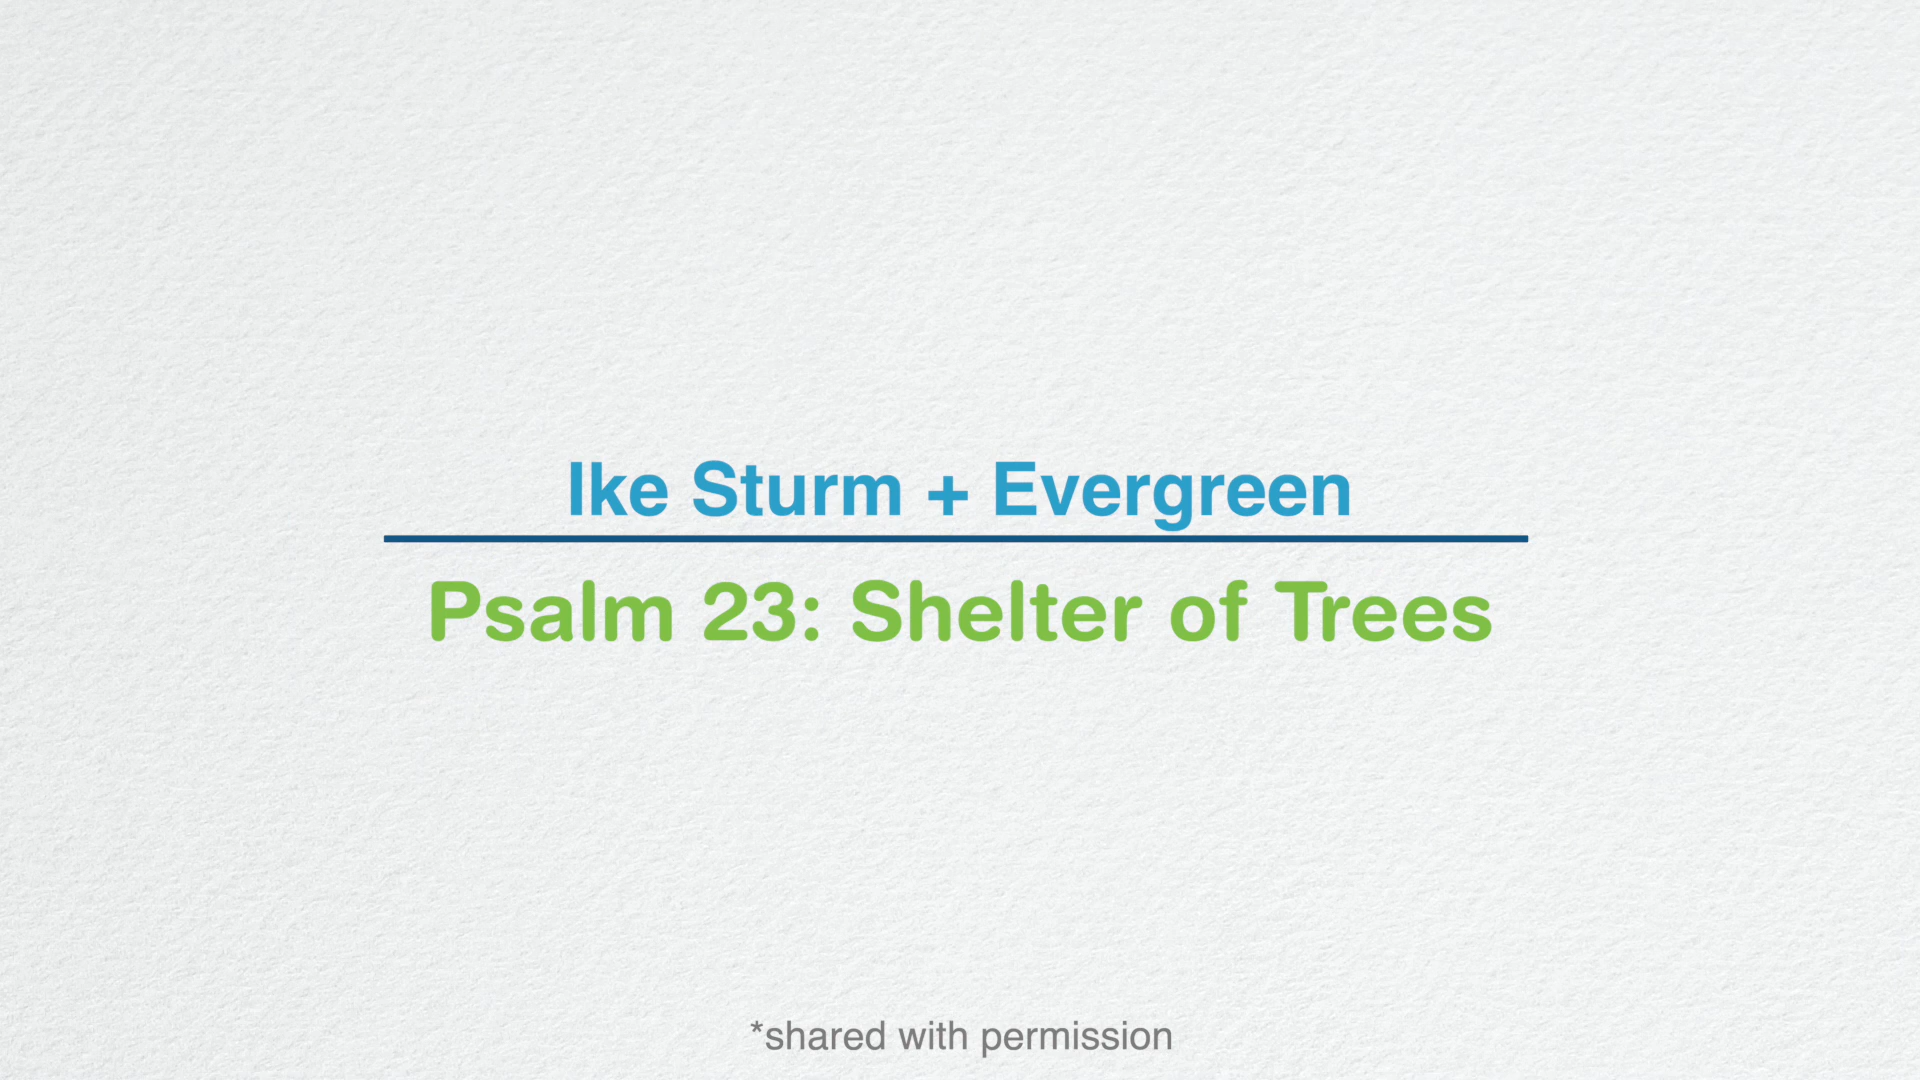 Ike Sturm + Evergreen
Psalm 23: Shelter of Trees
*shared with permission